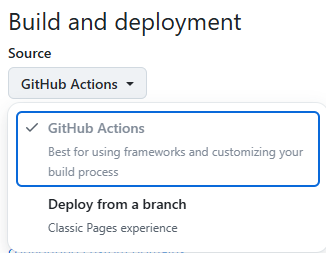 Build and deployment
Source
GitHub Actions
GitHub Actions
Best for using frameworks and customizing your
build process
Deploy from a branch
Classic Pages experience